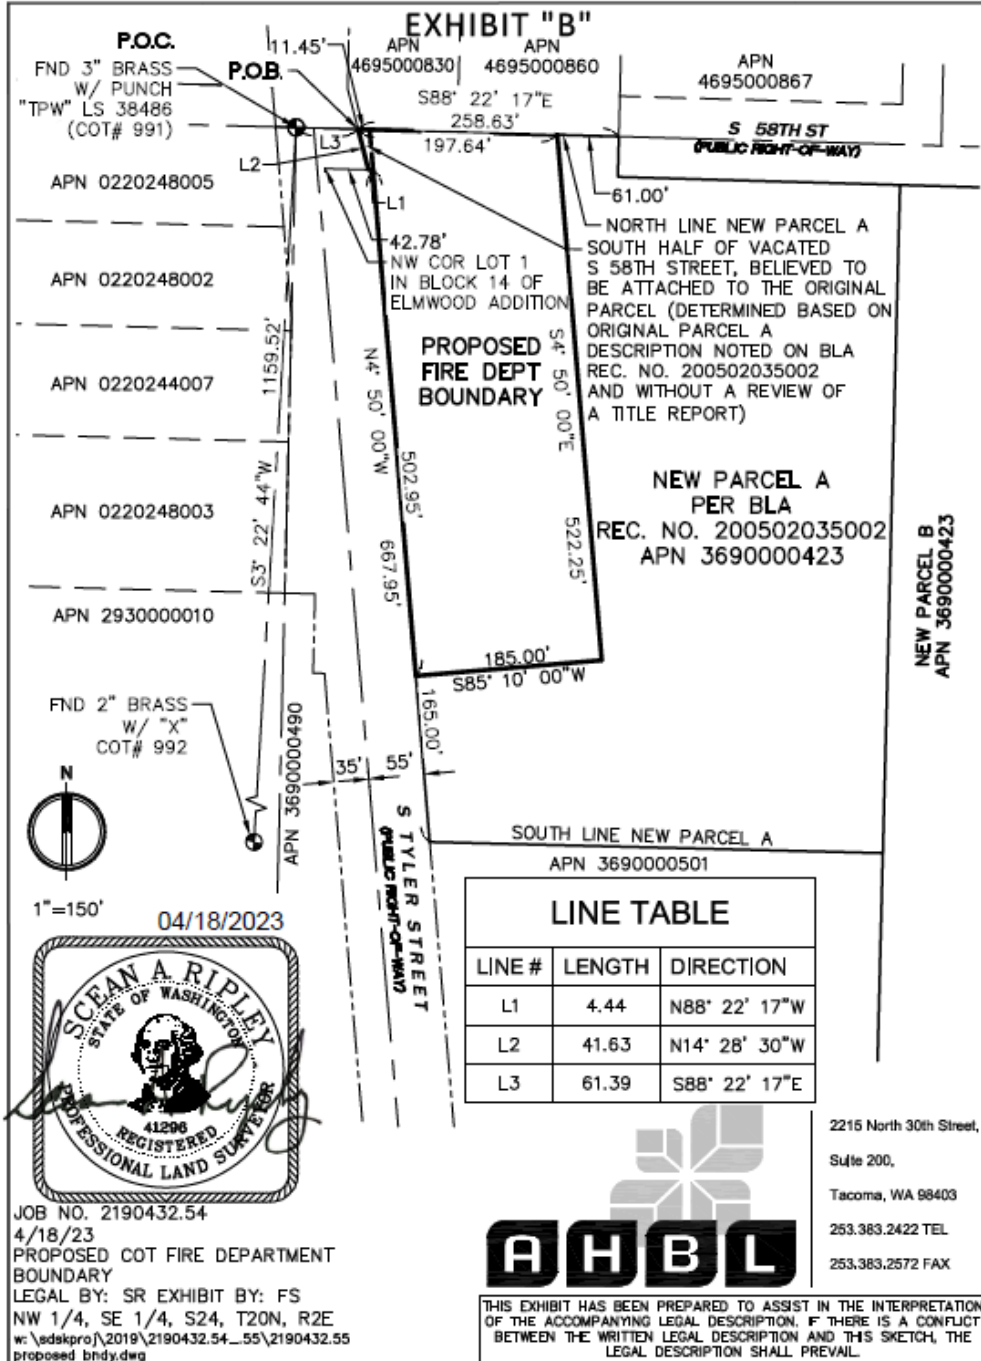 EXHIBIT "B"
P.O.C.
FND 3" BRASS
W/ PUNCH
"TPW" LS 38486
(COT# 991)
P.O.B.
11.45'
APN
4695000830
APN
4695000860
APN
4695000867
S88° 22' 17"E
258.63'
197.64'
S 58TH ST
(PUBLIC RIGHT-OF-WAY)
L3
L2
L1
61.00'
42.78'
NW COR LOT 1
IN BLOCK 14 OF
ELMWOOD ADDITION
NORTH LINE NEW PARCEL A
SOUTH HALF OF VACATED
S 58TH STREET, BELIEVED TO
BE ATTACHED TO THE ORIGINAL
PARCEL (DETERMINED BASED ON
ORIGINAL PARCEL A
DESCRIPTION NOTED ON BLA
REC. NO. 200502035002
AND WITHOUT A REVIEW OF
A TITLE REPORT)
APN 0220248005
APN 0220248002
APN 0220244007
APN 0220248003
APN 2930000010
1159.52'
S3° 22' 44"W
PROPOSED
FIRE DEPT
BOUNDARY
N4° 50' 00"W
502.95'
667.95'
S4° 50' 00"E
522.25'
NEW PARCEL A
PER BLA
REC. NO. 200502035002
APN 3690000423
NEW PARCEL B
APN 3690000423
185.00'
S85° 10' 00"W
165.00'
FND 2" BRASS
W/ "X"
COT# 992
APN 3690000490
35'
55'
S TYLER STREET
(PUBLIC RIGHT-OF-WAY)
SOUTH LINE NEW PARCEL A
APN 3690000501
N
1"=150'
04/18/2023
SCEAN A. RIPLEY
STATE OF WASHINGTON
41296
REGISTERED
PROFESSIONAL LAND SURVEYOR
LINE TABLE
LINE # LENGTH DIRECTION
L1 4.44 N88° 22' 17"W
L2 41.63 N14° 28' 30"W
L3 61.39 S88° 22' 17"E
JOB NO. 2190432.54
4/18/23
PROPOSED COT FIRE DEPARTMENT
BOUNDARY
LEGAL BY: SR EXHIBIT BY: FS
NW 1/4, SE 1/4, S24, T20N, R2E
w:\sdskproj\2019\2190432.54_55\2190432.55
proposed bndy.dwg
AHBL
2215 North 30th Street,
Suite 200,
Tacoma, WA 98403
253.383.2422 TEL
253.383.2572 FAX
THIS EXHIBIT HAS BEEN PREPARED TO ASSIST IN THE INTERPRETATION
OF THE ACCOMPANYING LEGAL DESCRIPTION. IF THERE IS A CONFLICT
BETWEEN THE WRITTEN LEGAL DESCRIPTION AND THIS SKETCH, THE
LEGAL DESCRIPTION SHALL PREVAIL.